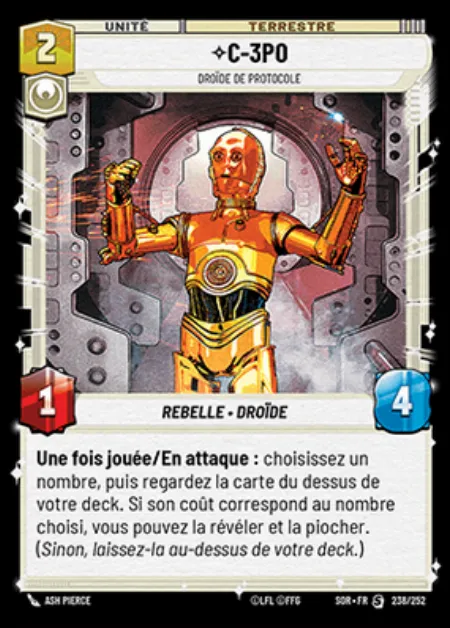 UNITÉ
TERRESTRE
2
✧C-3PO
DROÏDE DE PROTOCOLE
1
REBELLE • DROÏDE
4
Une fois jouée/En attaque : choisissez un
nombre, puis regardez la carte du dessus de
votre deck. Si son coût correspond au nombre
choisi, vous pouvez la révéler et la piocher.
(Sinon, laissez-la au-dessus de votre deck.)
ASH PIERCE
©LFL ©FFG
SOR • FR S 238/252